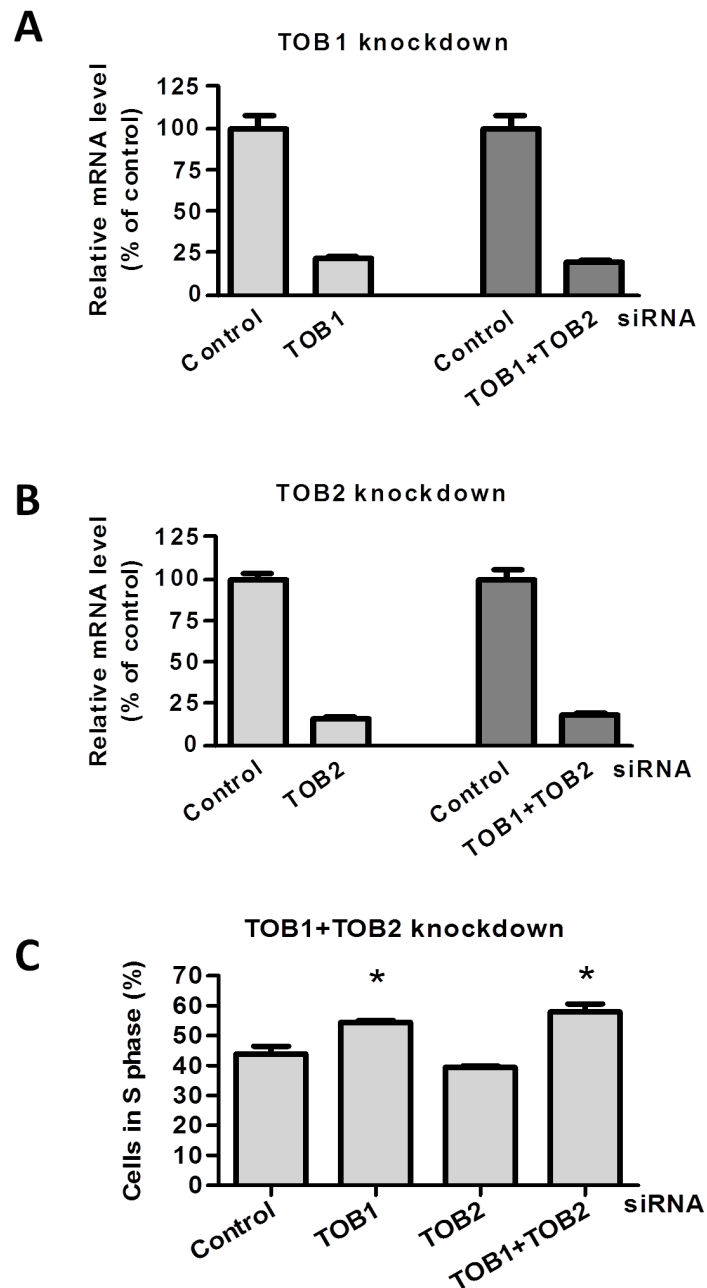 A
TOB1 knockdown
Relative mRNA level
(% of control)
125
100
75
50
25
0
Control
TOB1
Control
TOB1+TOB2
siRNA
B
TOB2 knockdown
Relative mRNA level
(% of control)
125
100
75
50
25
0
Control
TOB2
Control
TOB1+TOB2
siRNA
C
TOB1+TOB2 knockdown
Cells in S phase (%)
70
60
50
40
30
20
10
0
*
*
Control
TOB1
TOB2
TOB1+TOB2
siRNA